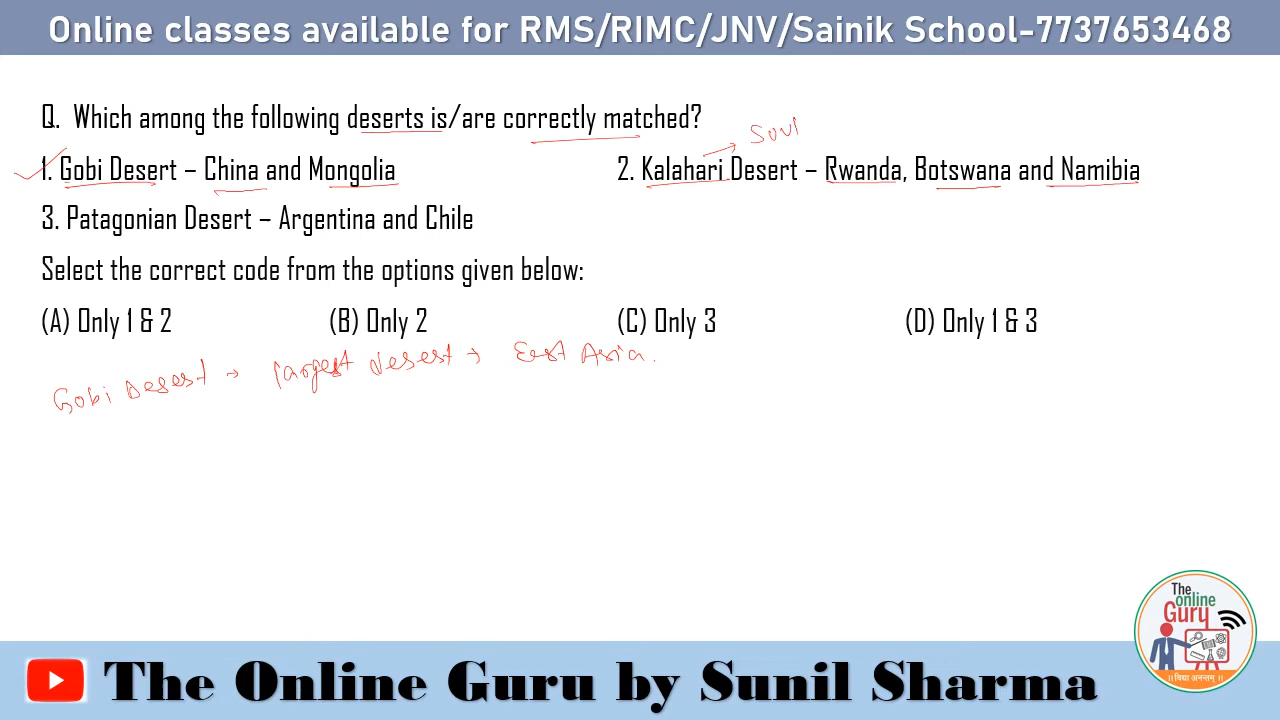 Online classes available for RMS/RIMC/JNV/Sainik School-7737653468
Q. Which among the following deserts is/are correctly matched?
Sout
1. Gobi Desert – China and Mongolia 2. Kalahari Desert – Rwanda, Botswana and Namibia
3. Patagonian Desert – Argentina and Chile
Select the correct code from the options given below:
(A) Only 1 & 2 (B) Only 2 (C) Only 3 (D) Only 1 & 3
Gobi Desert → largest desert → East Asia.
The
online
Guru
।। विद्या अनन्तम् ।।
The Online Guru by Sunil Sharma